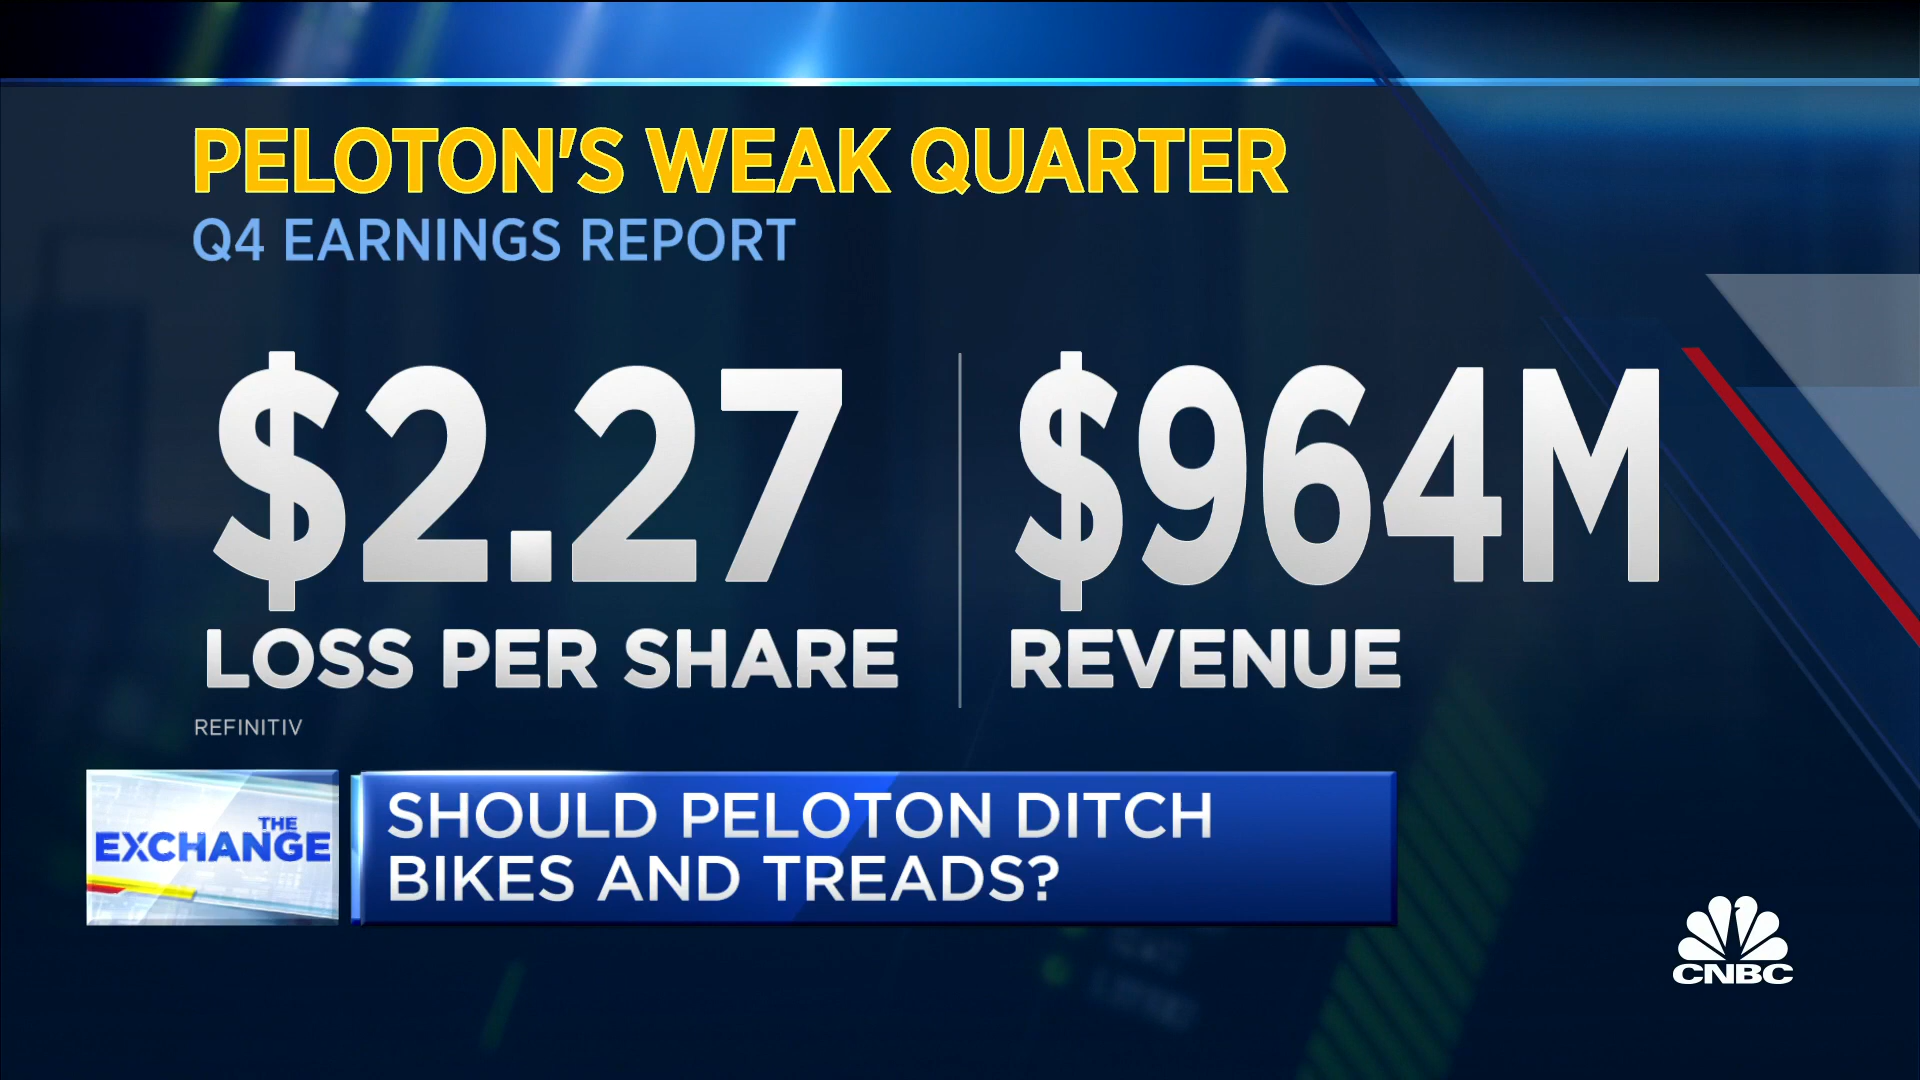 PELOTON'S WEAK QUARTER
Q4 EARNINGS REPORT
$2.27
LOSS PER SHARE
$964M
REVENUE
REFINITIV
THE
EXCHANGE
SHOULD PELOTON DITCH
BIKES AND TREADS?
CNBC